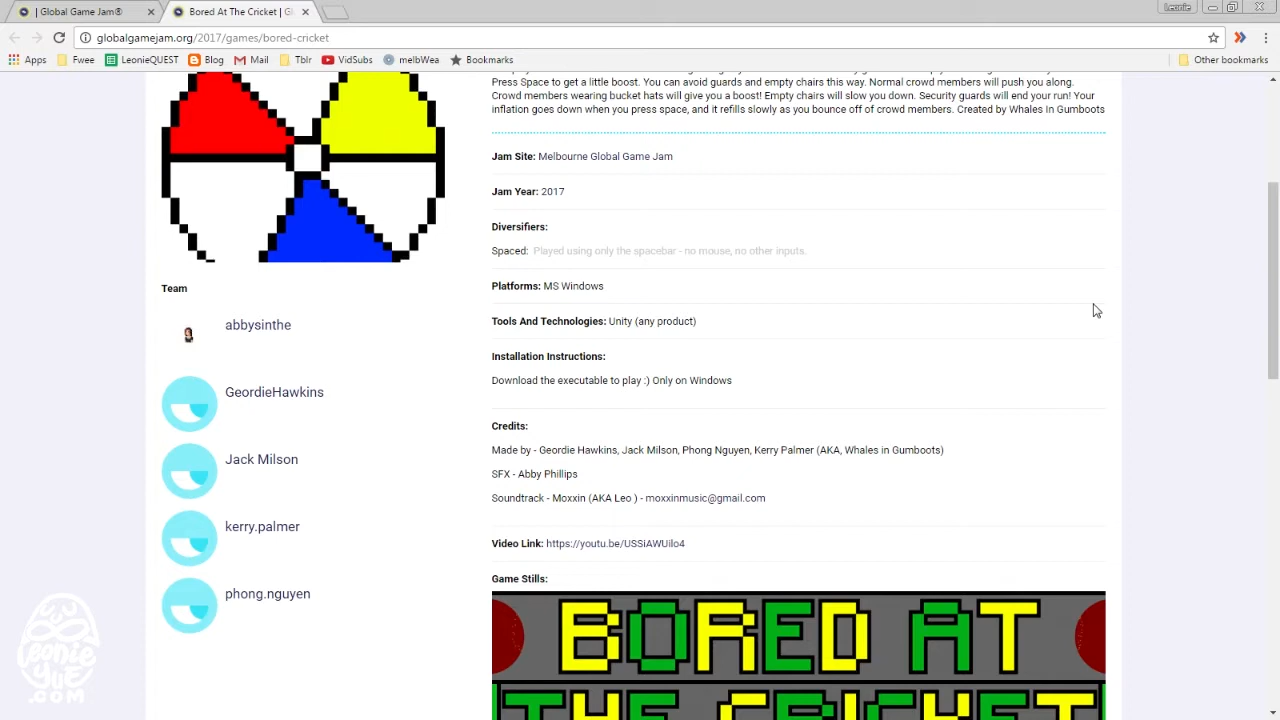 | Global Game Jam®
Bored At The Cricket | Gl
Leonie
globalgamejam.org/2017/games/bored-cricket
Apps
Fwee
LeonieQUEST
Blog
Mail
Tblr
VidSubs
melbWea
Bookmarks
Other bookmarks
Press Space to get a little boost. You can avoid guards and empty chairs this way. Normal crowd members will push you along.
Crowd members wearing bucket hats will give you a boost! Empty chairs will slow you down. Security guards will end your run! Your
inflation goes down when you press space, and it refills slowly as you bounce off of crowd members. Created by Whales In Gumboots
Jam Site: Melbourne Global Game Jam
Jam Year: 2017
Diversifiers:
Spaced: Played using only the spacebar - no mouse, no other inputs.
Platforms: MS Windows
Tools And Technologies: Unity (any product)
Installation Instructions:
Download the executable to play :) Only on Windows
Credits:
Made by - Geordie Hawkins, Jack Milson, Phong Nguyen, Kerry Palmer (AKA, Whales in Gumboots)
SFX - Abby Phillips
Soundtrack - Moxxin (AKA Leo ) - moxxinmusic@gmail.com
Video Link: https://youtu.be/USSiAWUilo4
Game Stills:
BORED AT
THE CRICKET
Team
abbysinthe
GeordieHawkins
Jack Milson
kerry.palmer
phong.nguyen
Leonie
Yue
.COM